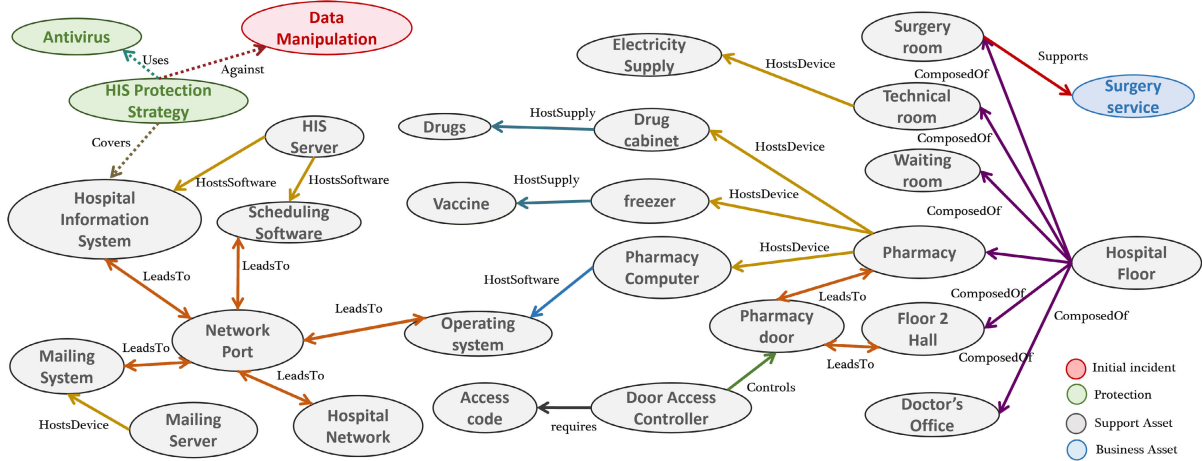 Antivirus
Data
Manipulation
Uses
Against
HIS Protection
Strategy
Covers
HIS
Server
HostsSoftware
HostsSoftware
Hospital
Information
System
Scheduling
Software
LeadsTo
LeadsTo
Network
Port
LeadsTo
Mailing
System
LeadsTo
LeadsTo
HostsDevice
Mailing
Server
Hospital
Network
Electricity
Supply
HostsDevice
Drugs
HostSupply
Drug
cabinet
HostsDevice
Vaccine
HostSupply
freezer
HostsDevice
Pharmacy
Computer
HostsDevice
HostSoftware
Operating
system
Pharmacy
LeadsTo
Pharmacy
door
LeadsTo
Floor 2
Hall
Access
code
requires
Door Access
Controller
Controls
Surgery
room
Supports
Surgery
service
ComposedOf
Technical
room
ComposedOf
Waiting
room
ComposedOf
Hospital
Floor
ComposedOf
ComposedOf
ComposedOf
Doctor’s
Office
Initial incident
Protection
Support Asset
Business Asset